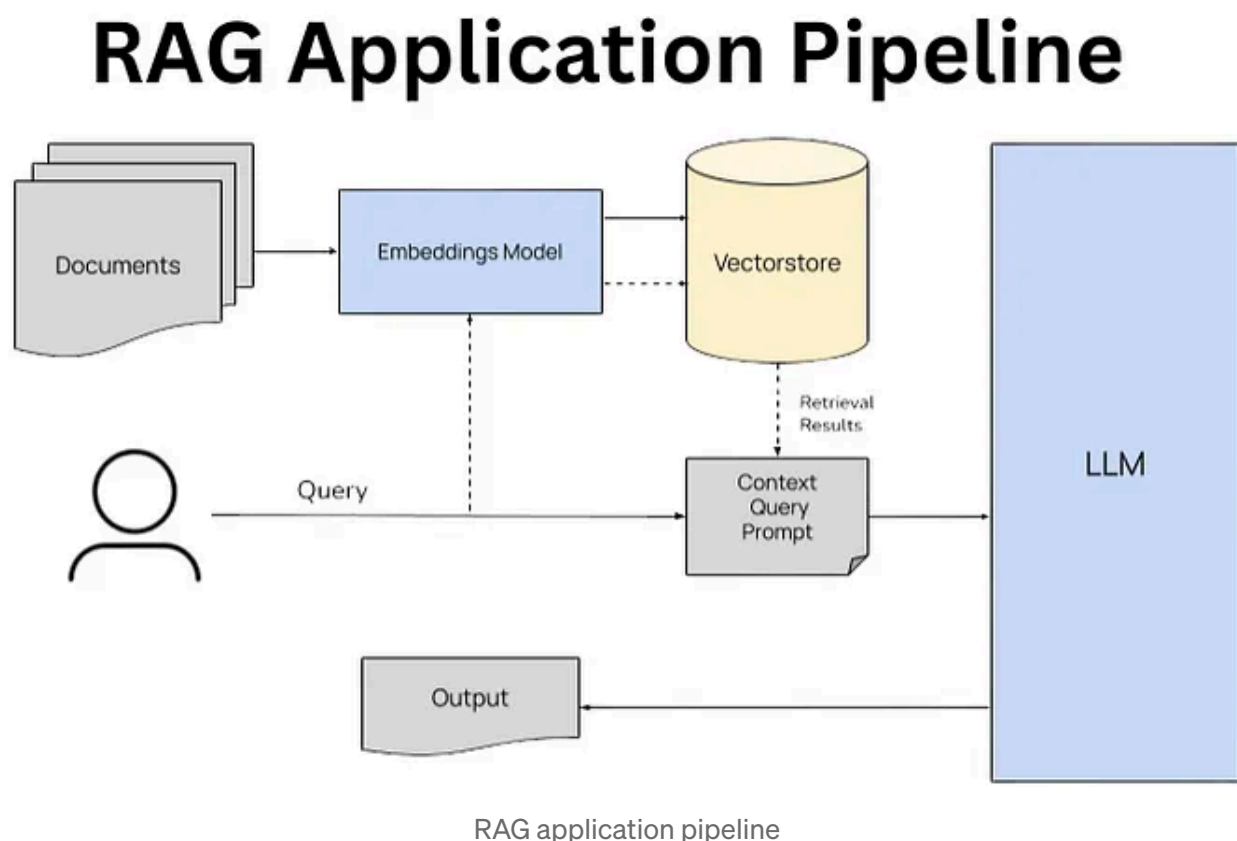 RAG Application Pipeline
Documents
Embeddings Model
Vectorstore
Retrieval
Results
Query
Context
Query
Prompt
LLM
Output
RAG application pipeline